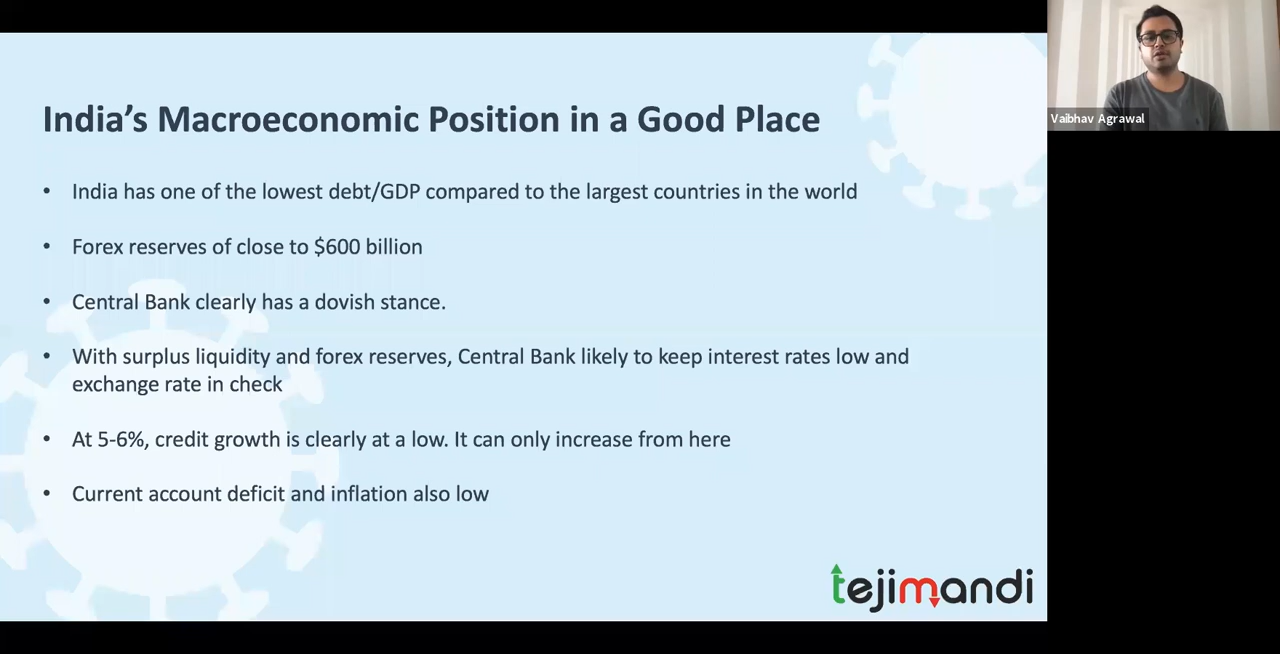 India's Macroeconomic Position in a Good Place
• India has one of the lowest debt/GDP compared to the largest countries in the world
• Forex reserves of close to $600 billion
• Central Bank clearly has a dovish stance.
• With surplus liquidity and forex reserves, Central Bank likely to keep interest rates low and
exchange rate in check
• At 5-6%, credit growth is clearly at a low. It can only increase from here
• Current account deficit and inflation also low
tejimandi
Vaibhav Agrawal